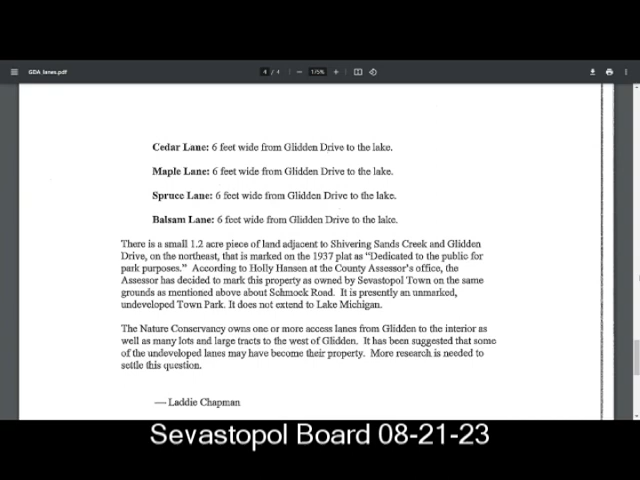 GDA_lanes.pdf
4 / 4
175%
Cedar Lane: 6 feet wide from Glidden Drive to the lake.
Maple Lane: 6 feet wide from Glidden Drive to the lake.
Spruce Lane: 6 feet wide from Glidden Drive to the lake.
Balsam Lane: 6 feet wide from Glidden Drive to the lake.
There is a small 1.2 acre piece of land adjacent to Shivering Sands Creek and Glidden
Drive, on the northeast, that is marked on the 1937 plat as “Dedicated to the public for
park purposes.” According to Holly Hansen at the County Assessor’s office, the
Assessor has decided to mark this property as owned by Sevastopol Town on the same
grounds as mentioned above about Schmock Road. It is presently an unmarked,
undeveloped Town Park. It does not extend to Lake Michigan.
The Nature Conservancy owns one or more access lanes from Glidden to the interior as
well as many lots and large tracts to the west of Glidden. It has been suggested that some
of the undeveloped lanes may have become their property. More research is needed to
settle this question.
— Laddie Chapman
Sevastopol Board 08-21-23